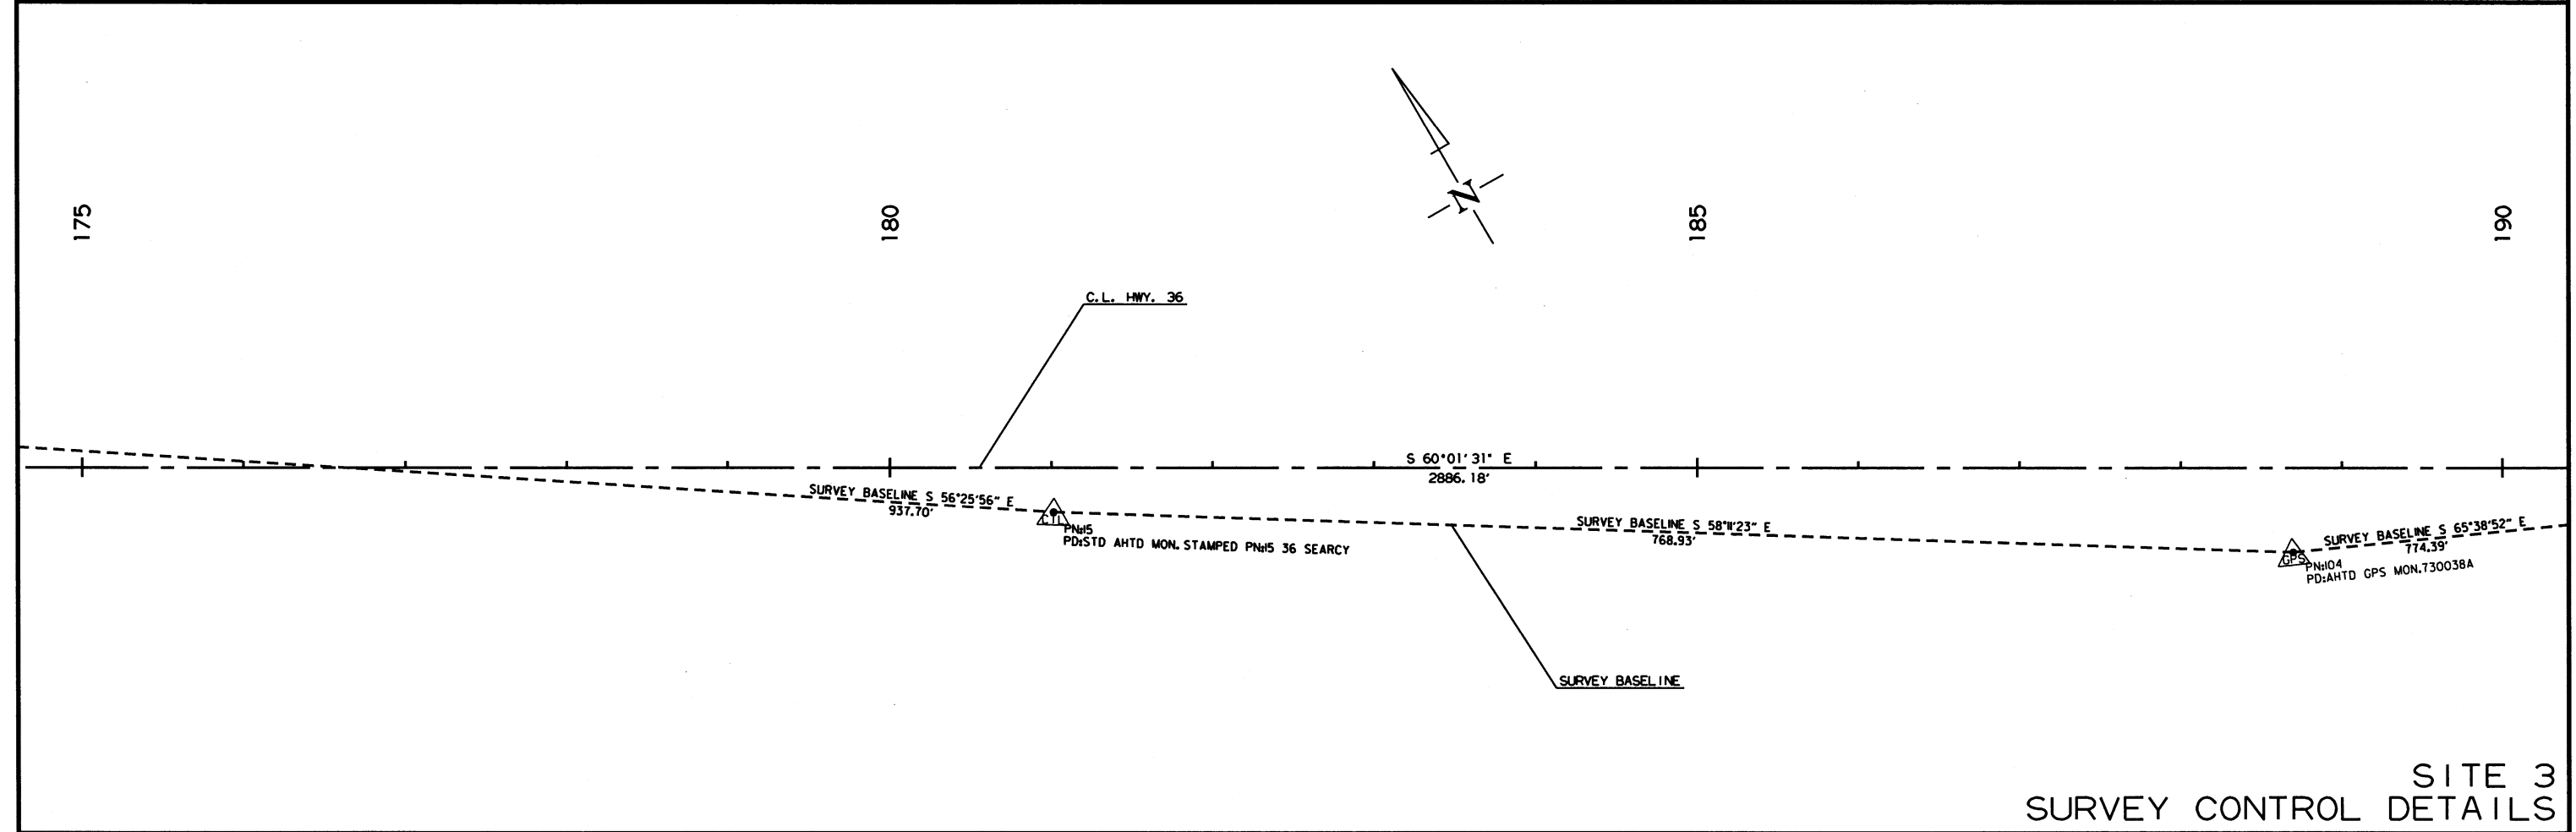 175
180
185
190
N
C.L. HWY. 36
S 60°01'31" E
2886.18'
SURVEY BASELINE S 56°25'56" E
937.70'
CTL
PN:15
PD:STD AHTD MON. STAMPED PN:15 36 SEARCY
SURVEY BASELINE S 58°11'23" E
768.93'
SURVEY BASELINE S 65°38'52" E
774.39'
GPS
PN:104
PD:AHTD GPS MON.730038A
SURVEY BASELINE
SITE 3
SURVEY CONTROL DETAILS